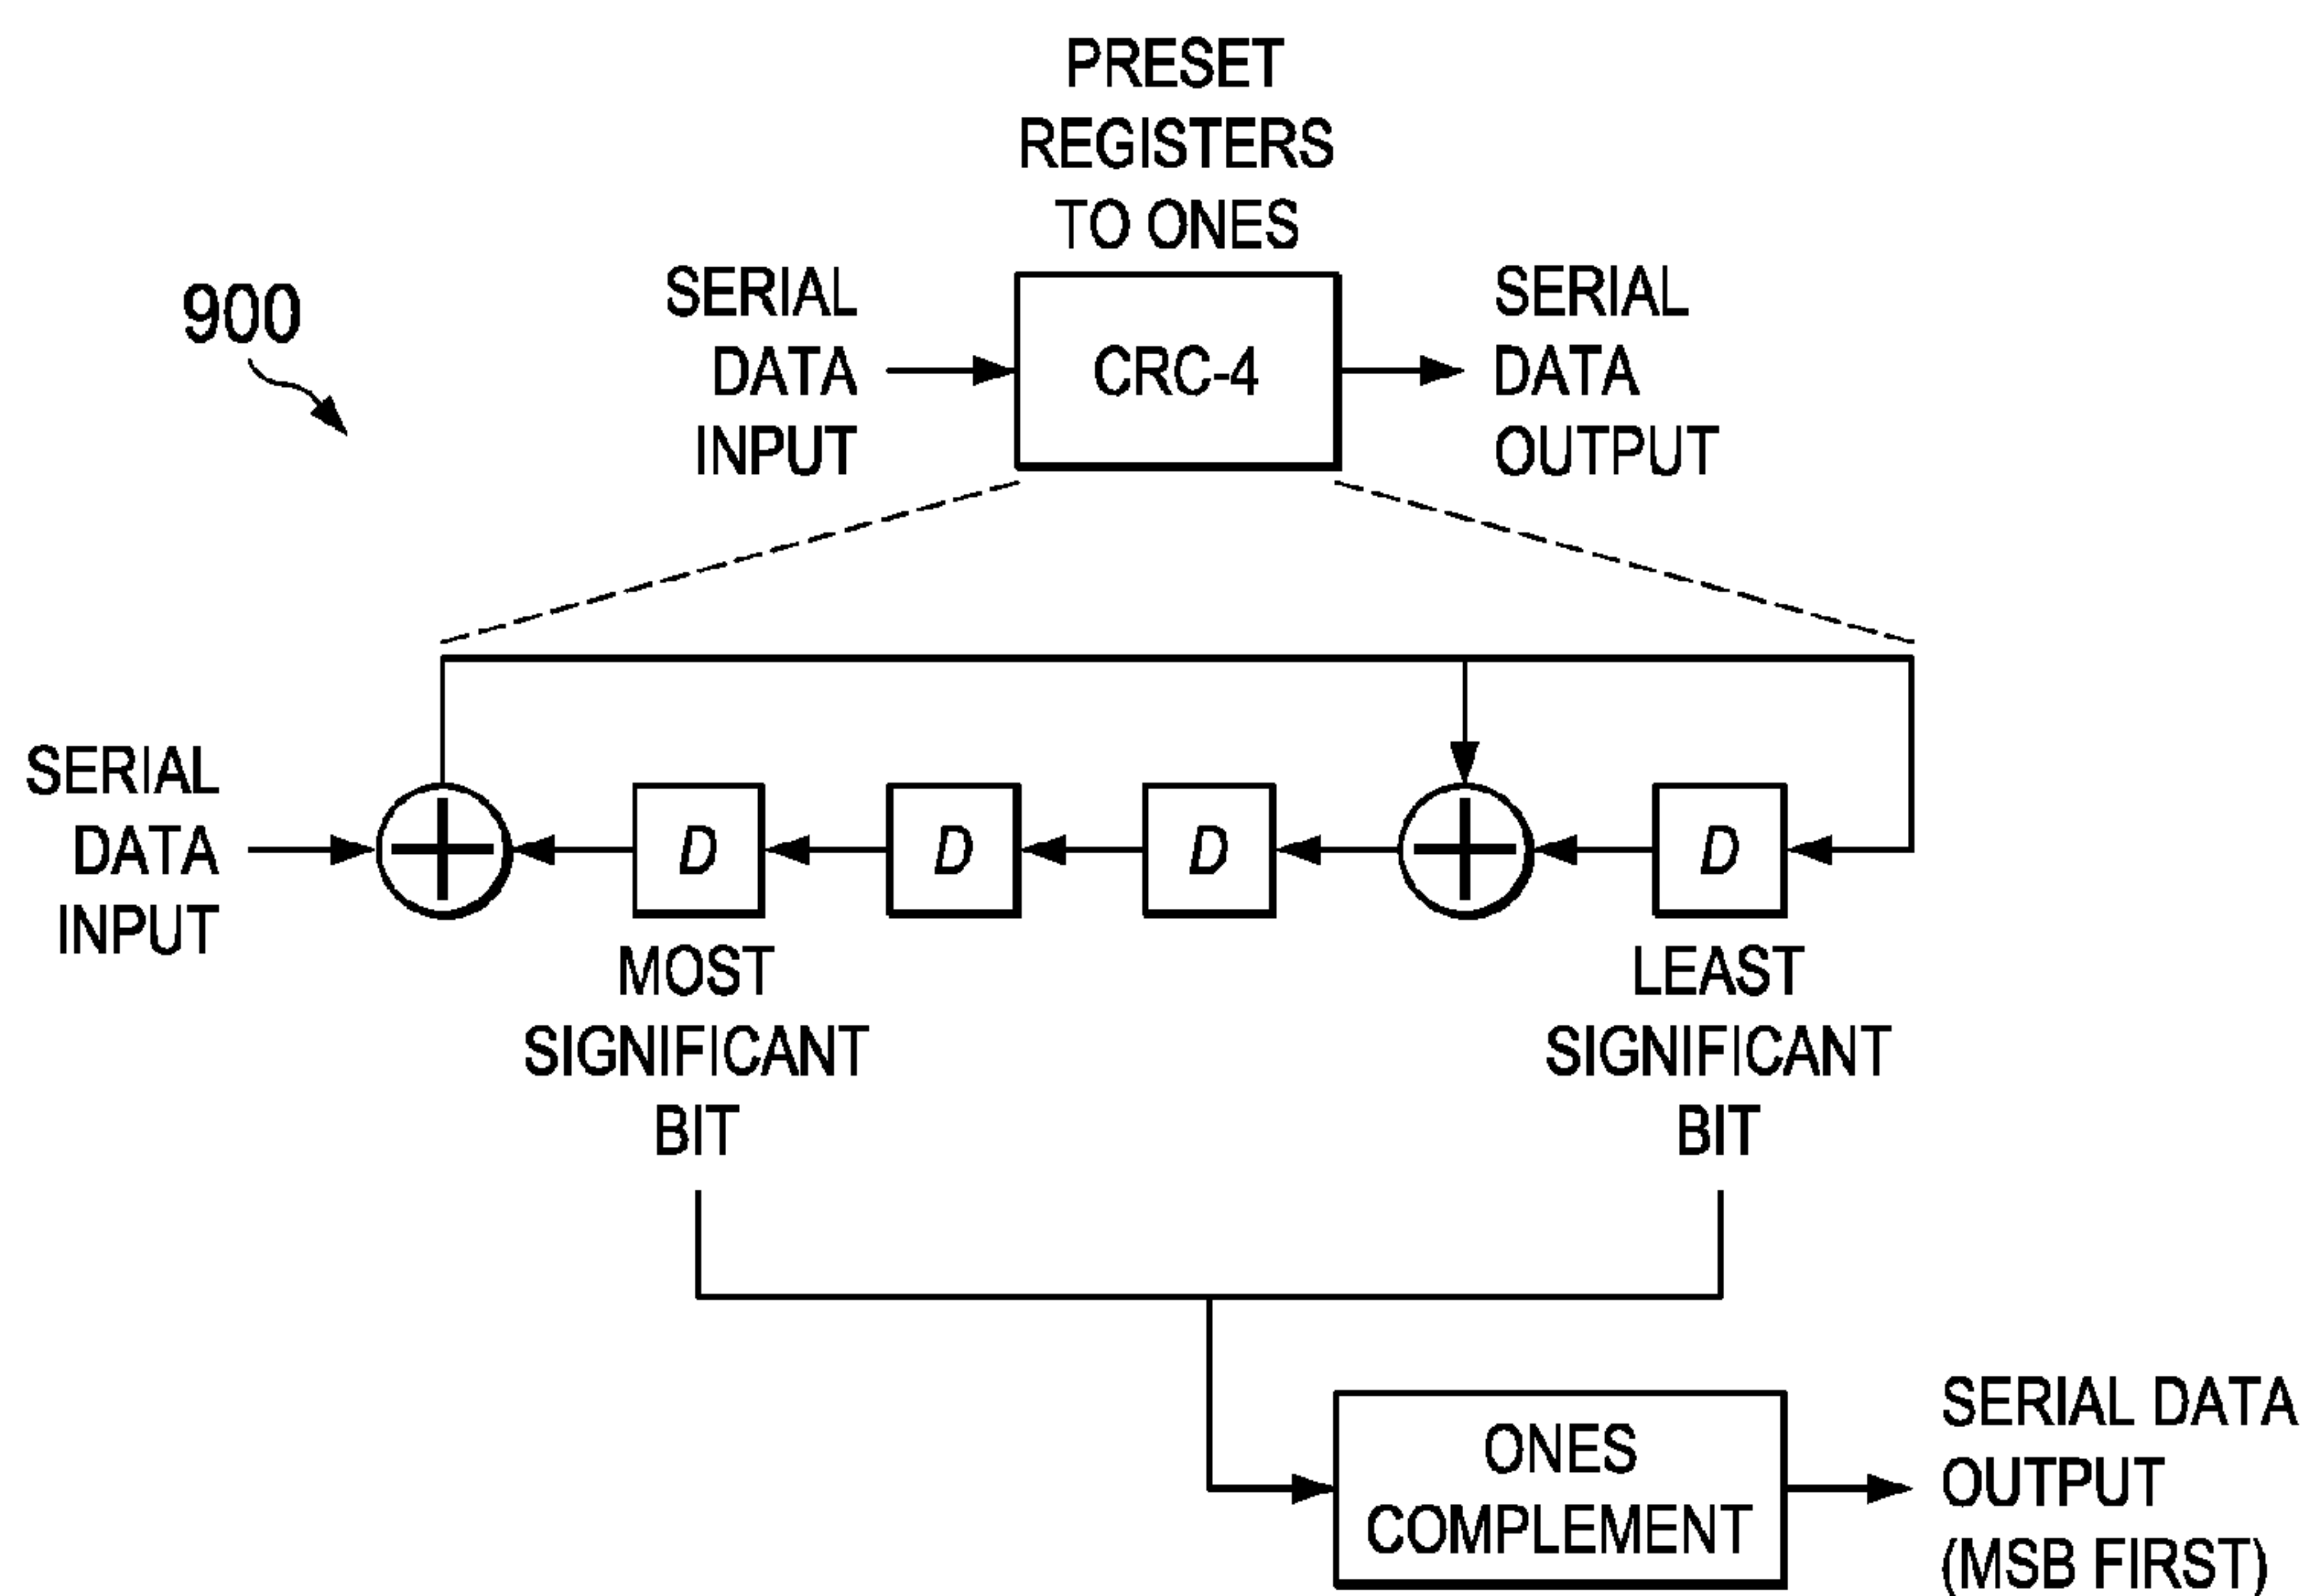 PRESET
REGISTERS
TO ONES
900
SERIAL
DATA
INPUT
CRC-4
SERIAL
DATA
OUTPUT
SERIAL
DATA
INPUT
D
D
D
D
MOST
SIGNIFICANT
BIT
LEAST
SIGNIFICANT
BIT
ONES
COMPLEMENT
SERIAL DATA
OUTPUT
(MSB FIRST)